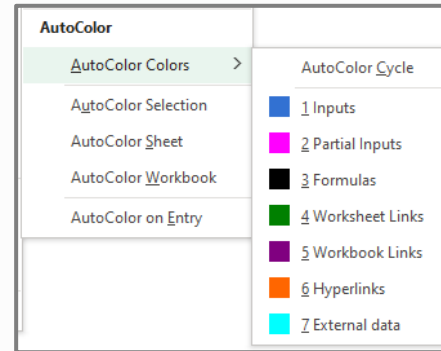 AutoColor
AutoColor Colors >
AutoColor Selection
AutoColor Sheet
AutoColor Workbook
AutoColor on Entry
AutoColor Cycle
1 Inputs
2 Partial Inputs
3 Formulas
4 Worksheet Links
5 Workbook Links
6 Hyperlinks
7 External data